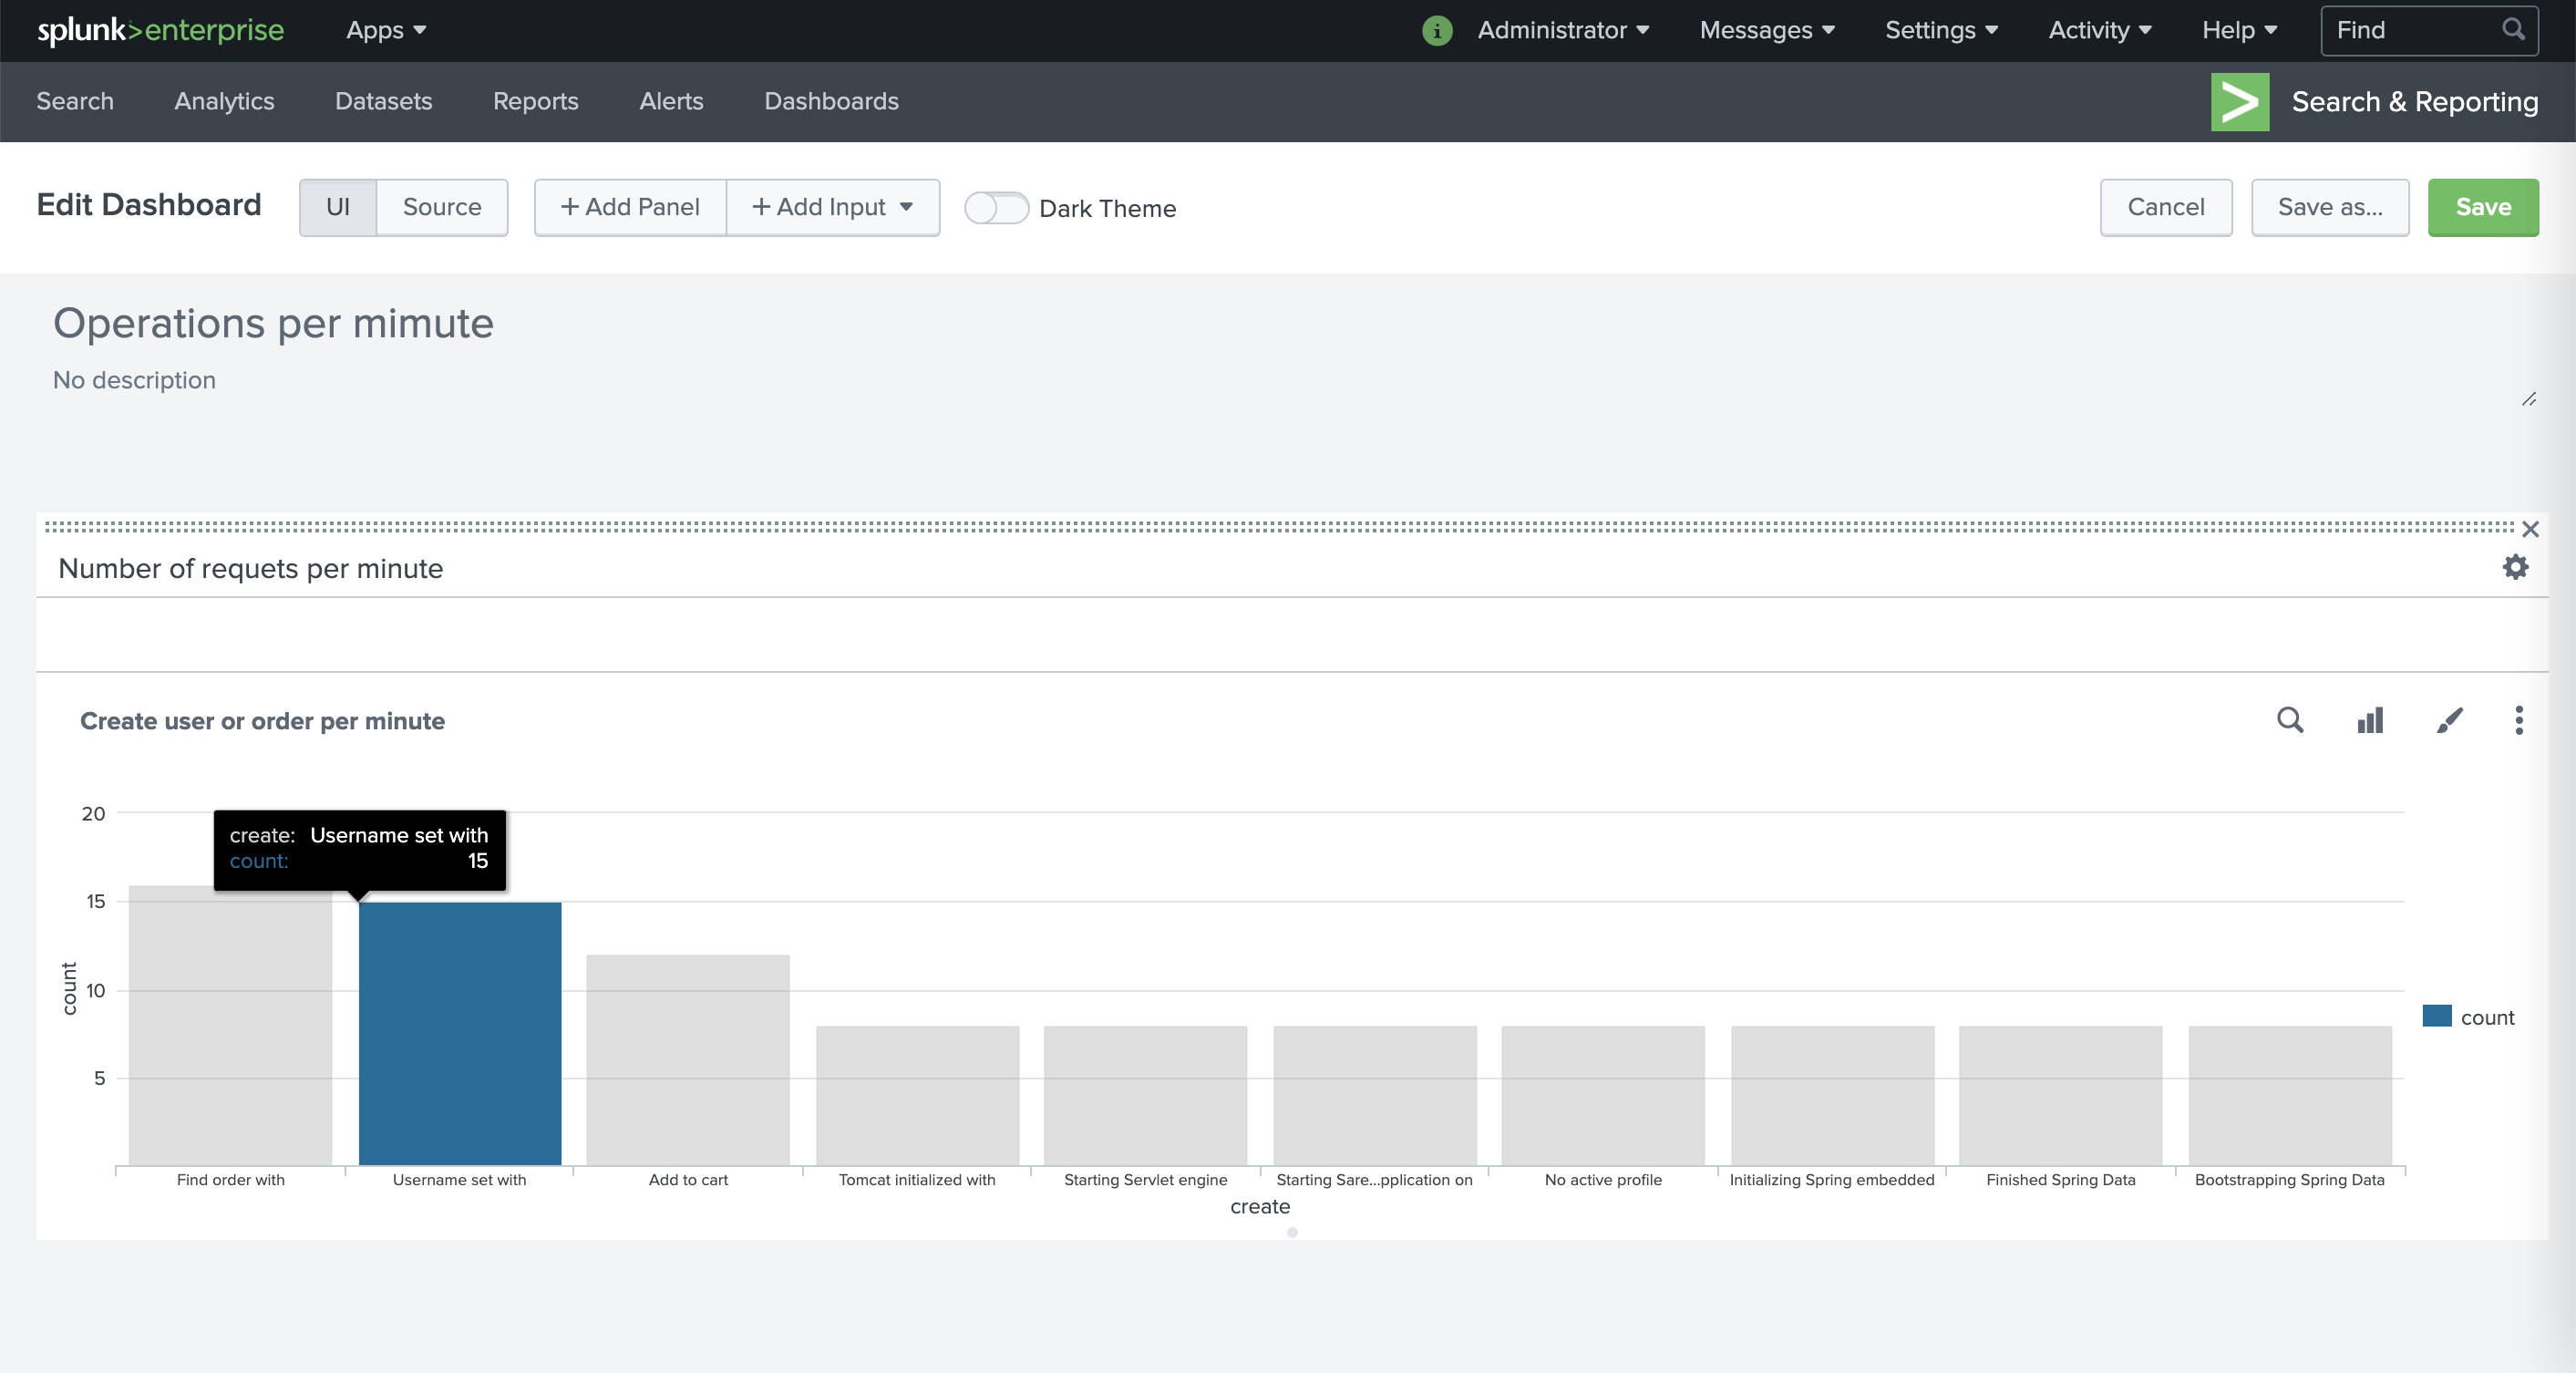 splunk>enterprise Apps i Administrator Messages Settings Activity Help Find
Search Analytics Datasets Reports Alerts Dashboards > Search & Reporting
Edit Dashboard UI Source + Add Panel + Add Input Dark Theme Cancel Save as... Save
Operations per mimute
No description
Number of requets per minute
Create user or order per minute
20
create: Username set with
count: 15
15
count
10
5
count
Find order with Username set with Add to cart Tomcat initialized with Starting Servlet engine Starting Sare...pplication on No active profile Initializing Spring embedded Finished Spring Data Bootstrapping Spring Data
create